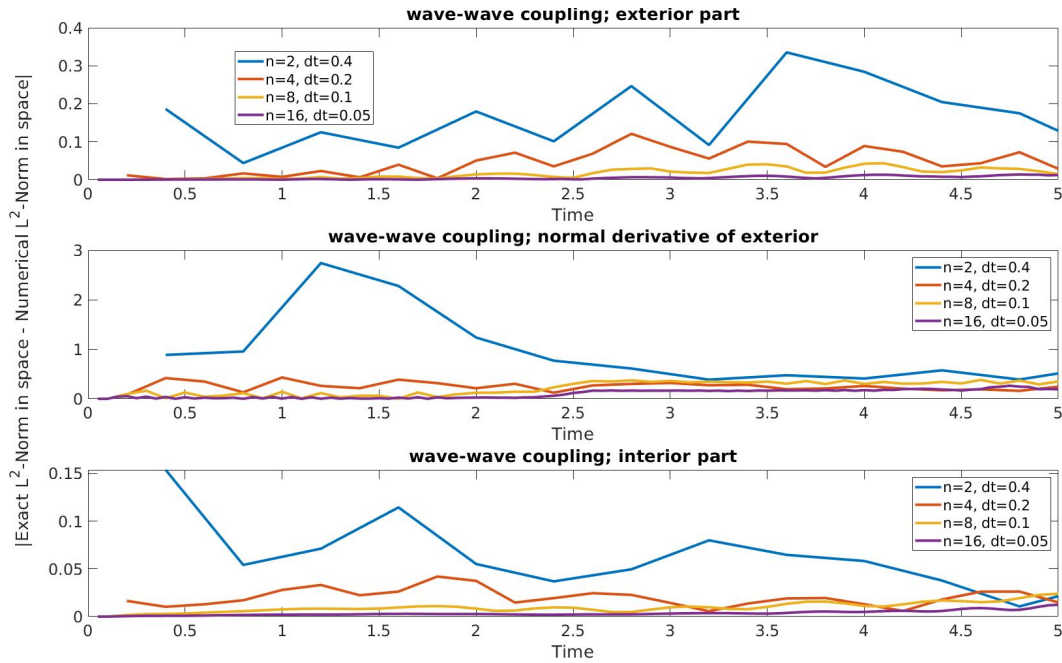 wave-wave coupling; exterior part
0.4
0.3
0.2
0.1
0
n=2, dt=0.4
n=4, dt=0.2
n=8, dt=0.1
n=16, dt=0.05
0 0.5 1 1.5 2 2.5 3 3.5 4 4.5 5
Time
|Exact L²-Norm in space - Numerical L²-Norm in space|
wave-wave coupling; normal derivative of exterior
3
2
1
0
n=2, dt=0.4
n=4, dt=0.2
n=8, dt=0.1
n=16, dt=0.05
0 0.5 1 1.5 2 2.5 3 3.5 4 4.5 5
Time
wave-wave coupling; interior part
0.15
0.1
0.05
0
n=2, dt=0.4
n=4, dt=0.2
n=8, dt=0.1
n=16, dt=0.05
0 0.5 1 1.5 2 2.5 3 3.5 4 4.5 5
Time